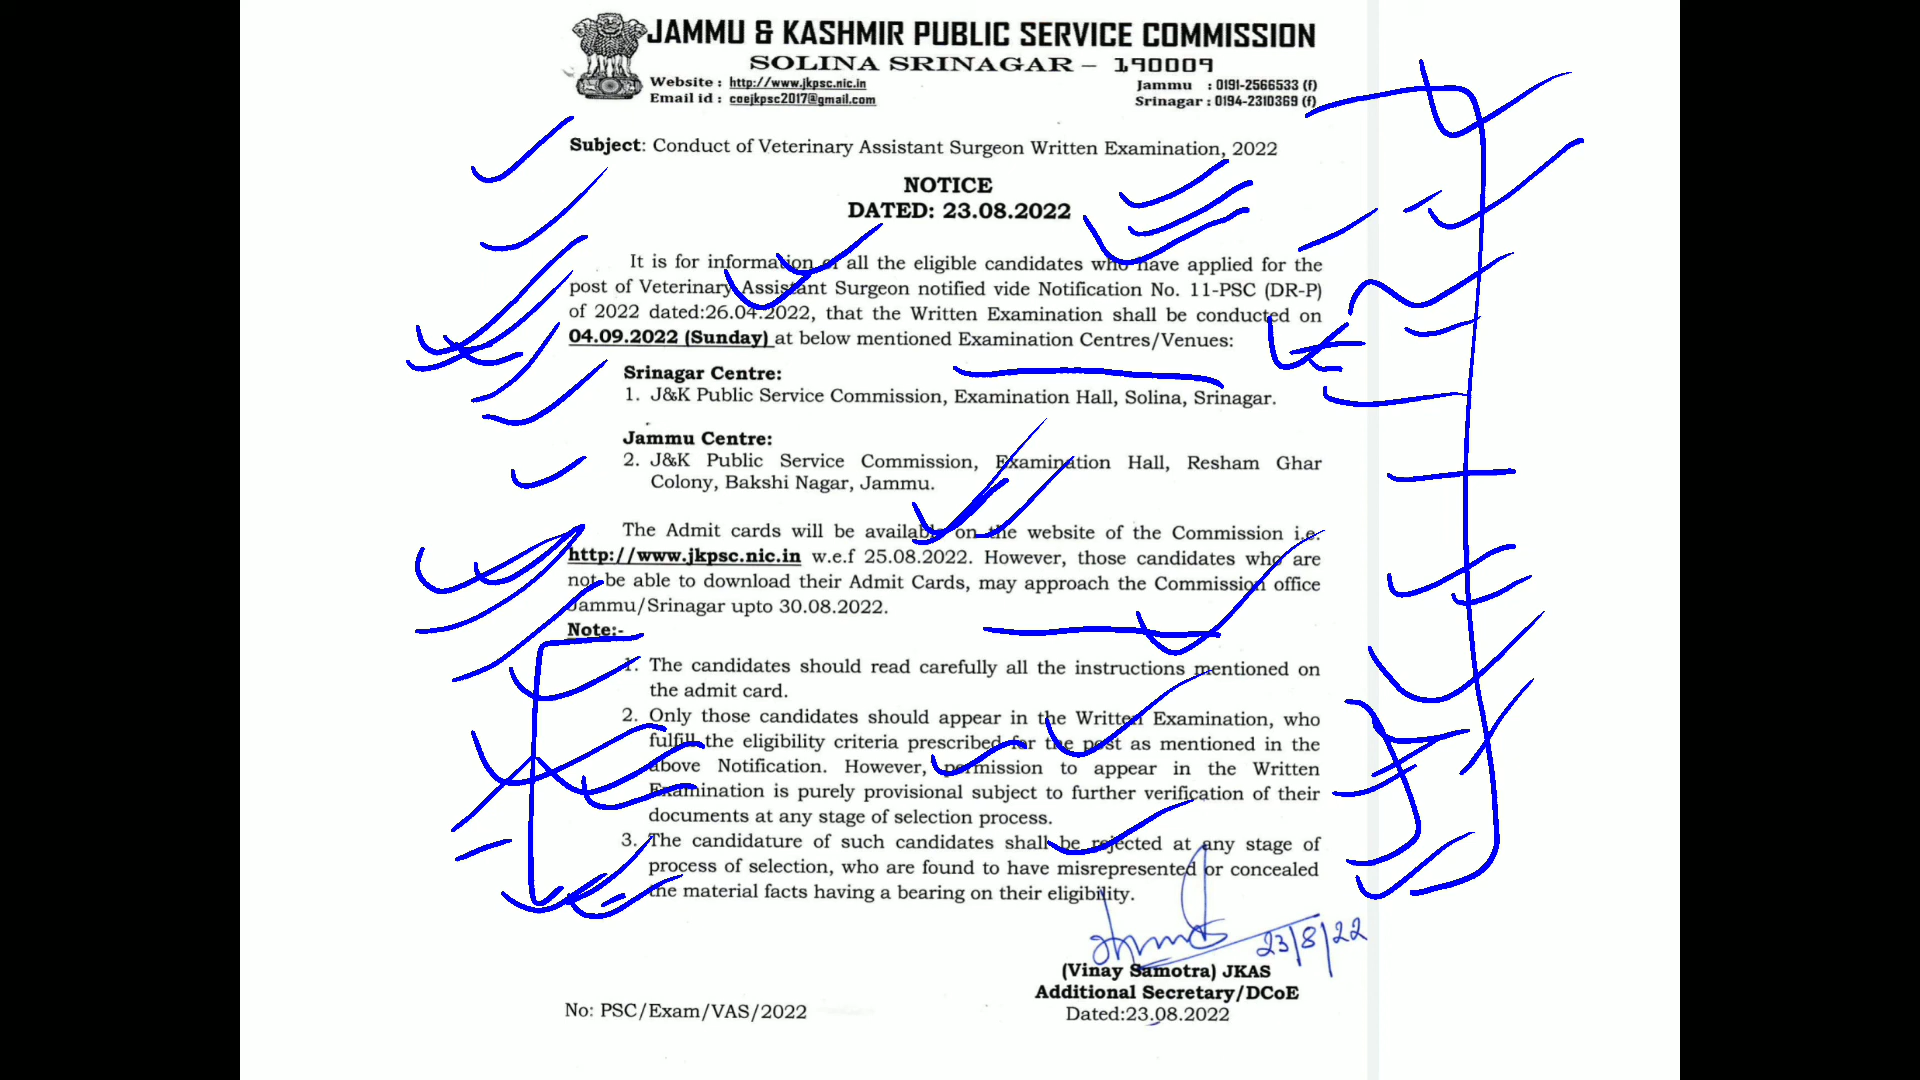 JAMMU & KASHMIR PUBLIC SERVICE COMMISSION
SOLINA SRINAGAR – 190009
Website : http://www.jkpsc.nic.in
Jammu : 0191-2566533 (f)
Email id : coejkpsc2017@gmail.com
Srinagar : 0194-2310369 (f)
Subject: Conduct of Veterinary Assistant Surgeon Written Examination, 2022
NOTICE
DATED: 23.08.2022
It is for information of all the eligible candidates who have applied for the
post of Veterinary Assistant Surgeon notified vide Notification No. 11-PSC (DR-P)
of 2022 dated:26.04.2022, that the Written Examination shall be conducted on
04.09.2022 (Sunday) at below mentioned Examination Centres/Venues:
Srinagar Centre:
1. J&K Public Service Commission, Examination Hall, Solina, Srinagar.
Jammu Centre:
2. J&K Public Service Commission, Examination Hall, Resham Ghar
Colony, Bakshi Nagar, Jammu.
The Admit cards will be available on the website of the Commission i.e.
http://www.jkpsc.nic.in w.e.f 25.08.2022. However, those candidates who are
not be able to download their Admit Cards, may approach the Commission office
Jammu/Srinagar upto 30.08.2022.
Note:-
1. The candidates should read carefully all the instructions mentioned on
the admit card.
2. Only those candidates should appear in the Written Examination, who
fulfill the eligibility criteria prescribed for the post as mentioned in the
above Notification. However, permission to appear in the Written
Examination is purely provisional subject to further verification of their
documents at any stage of selection process.
3. The candidature of such candidates shall be rejected at any stage of
process of selection, who are found to have misrepresented or concealed
the material facts having a bearing on their eligibility.
23/8/22
(Vinay Samotra) JKAS
Additional Secretary/DCoE
No: PSC/Exam/VAS/2022
Dated:23.08.2022